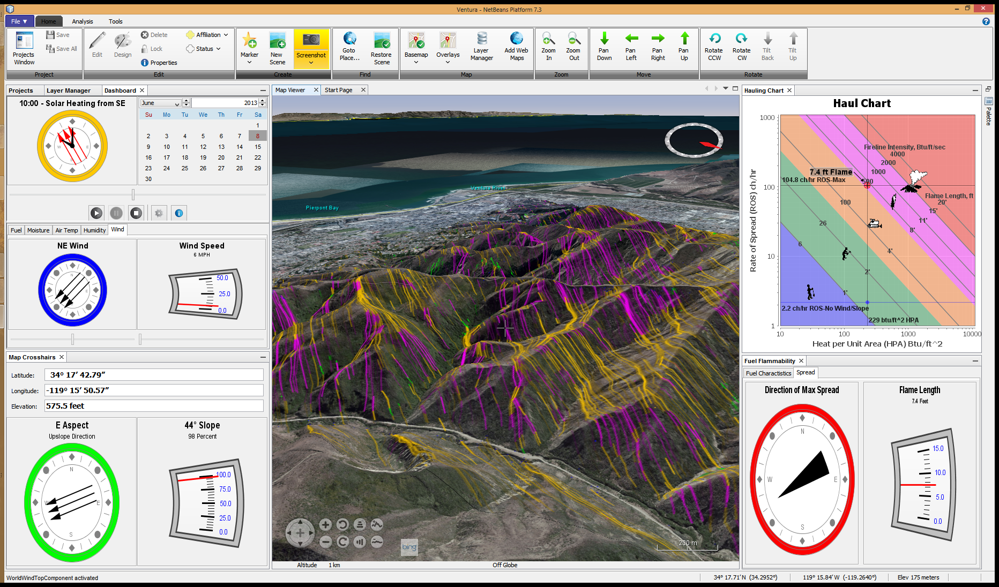 Ventura - NetBeans Platform 7.3
File ▼ Home Analysis Tools
Projects Window
Save
Save All
Project
Edit
Design
Delete
Lock
Properties
Affiliation
Status
Edit
Marker
New Scene
Screenshot
Create
Goto Place...
Restore Scene
Find
Basemap
Overlays
Layer Manager
Add Web Maps
Map
Zoom In
Zoom Out
Zoom
Pan Down
Pan Left
Pan Right
Pan Up
Move
Rotate CCW
Rotate CW
Tilt Back
Tilt Up
Rotate
Projects Layer Manager Dashboard
10:00 - Solar Heating from SE
W E S
June 2013
Su Mo Tu We Th Fr Sa
1
2 3 4 5 6 7 8
9 10 11 12 13 14 15
16 17 18 19 20 21 22
23 24 25 26 27 28 29
30
Fuel Moisture Air Temp Humidity Wind
NE Wind
N E
Wind Speed
6 MPH
50.0
25.0
0.0
Map Crosshairs
Latitude: 34° 17′ 42.79″
Longitude: -119° 15′ 50.57″
Elevation: 575.5 feet
E Aspect
Upslope Direction
N
W E
S
44° Slope
98 Percent
100.0
75.0
50.0
25.0
0.0
Map Viewer Start Page
Ventura River
Pierpont Bay
bing
200 m
Altitude 1 km Off Globe
Hauling Chart
Palette
Haul Chart
Rate of Spread (ROS) ch/hr
1000
100
10
1
Fireline Intensity, Btu/ft/sec
4000
2000
1000
500
100
26
6
7.4 ft Flame
104.8 ch/hr ROS-Max
Flame Length, ft
20'
15'
11'
8'
4'
2'
1'
2.2 ch/hr ROS-No Wind/Slope
229 btu/ft^2 HPA
10 100 1000 10000
Heat per Unit Area (HPA) Btu/ft^2
Fuel Flammability
Fuel Charactistics Spread
Direction of Max Spread
N
W E
S
Flame Length
7.4 Feet
15.0
10.0
5.0
0.0
WorldWindTopComponent activated
34° 17.71′ N (34.2952°) 119° 15.84′ W (-119.2640°) Elev 175 meters